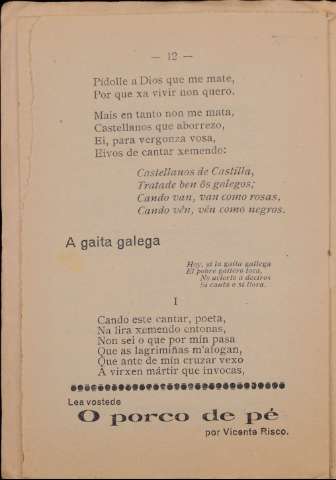 — 12 —
Pídolle a Dios que me mate,
Por que xa vivir non quero.
Mais en tanto non me mata,
Castellanos que aborrezo,
Ei, para vergonza vosa,
Eivos de cantar xemendo:
Castellanos de Castilla,
Tratade ben ôs galegos;
Cando van, van como rosas,
Cando vên, vên como negros.
A gaita galega
Hoy, si la gaita gallega
El pobre gaitero toca,
No acierto a deciros
Si canta o si llora.
I
Cando este cantar, poeta,
Na lira xemendo entonas,
Non sei o que por min pasa
Que as lagrimiñas m'afogan,
Que ante de min cruzar vexo
A virxen mártir que invocas,
Lea vostede
O porco de pé
por Vicente Risco.